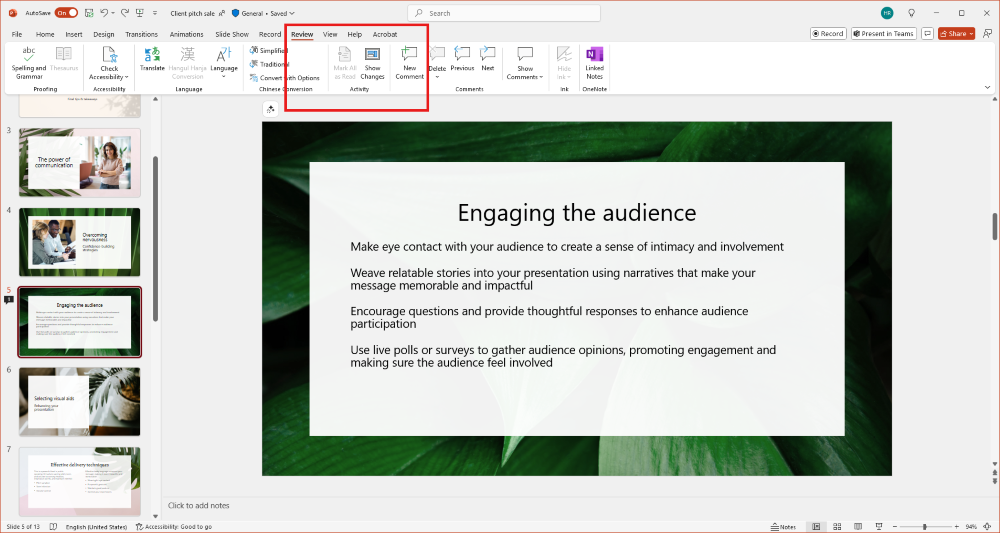 AutoSave On Client pitch sale General • Saved Search HR
File Home Insert Design Transitions Animations Slide Show Record Review View Help Acrobat Record Present in Teams Share
abc
Spelling and Grammar
Thesaurus
Check Accessibility
Translate
Hangul Hanja Conversion
Language
Simplified
Traditional
Convert with Options
Mark All as Read
Show Changes
New Comment
Delete
Previous
Next
Show Comments
Hide Ink
Linked Notes
Proofing Accessibility Language Chinese Conversion Activity Comments Ink OneNote
3
The power of
communication
4
Overcoming
nervousness
Confidence-building
strategies
5
1
Engaging the audience
6
Selecting visual aids
Enhancing your
presentation
7
Effective delivery techniques
Engaging the audience
Make eye contact with your audience to create a sense of intimacy and involvement
Weave relatable stories into your presentation using narratives that make your
message memorable and impactful
Encourage questions and provide thoughtful responses to enhance audience
participation
Use live polls or surveys to gather audience opinions, promoting engagement and
making sure the audience feel involved
Click to add notes
Slide 5 of 13 English (United States) Accessibility: Good to go Notes 94%